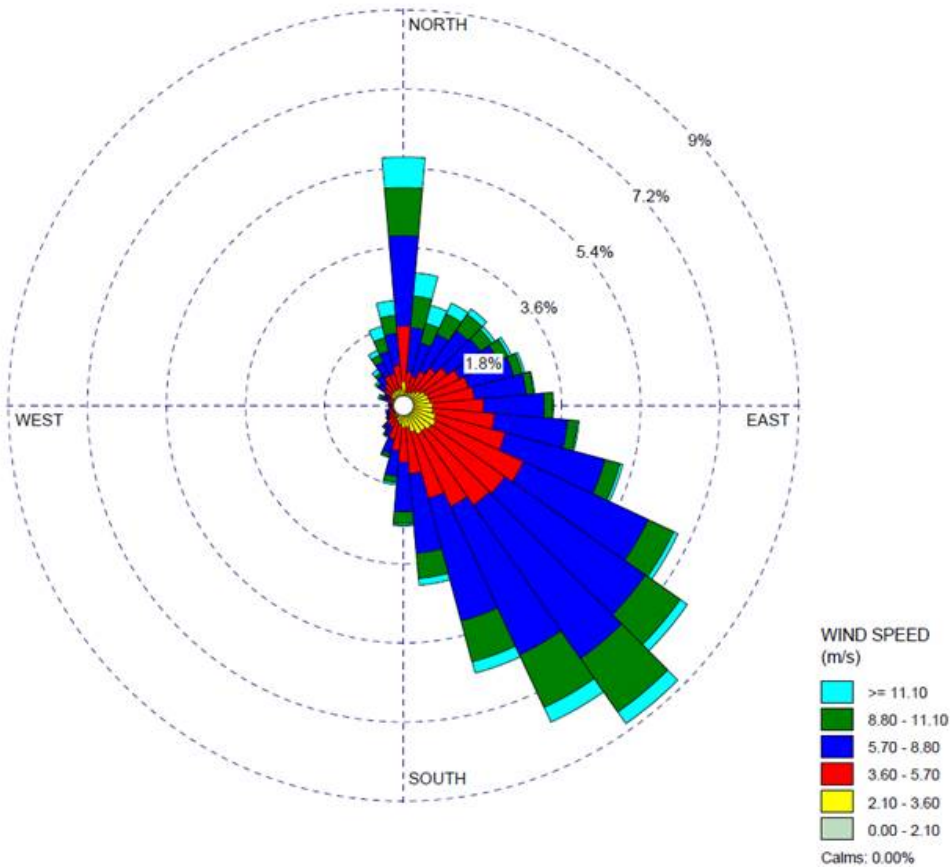 NORTH
9%
7.2%
5.4%
3.6%
1.8%
WEST
EAST
SOUTH
WIND SPEED
(m/s)
>= 11.10
8.80 - 11.10
5.70 - 8.80
3.60 - 5.70
2.10 - 3.60
0.00 - 2.10
Calms: 0.00%